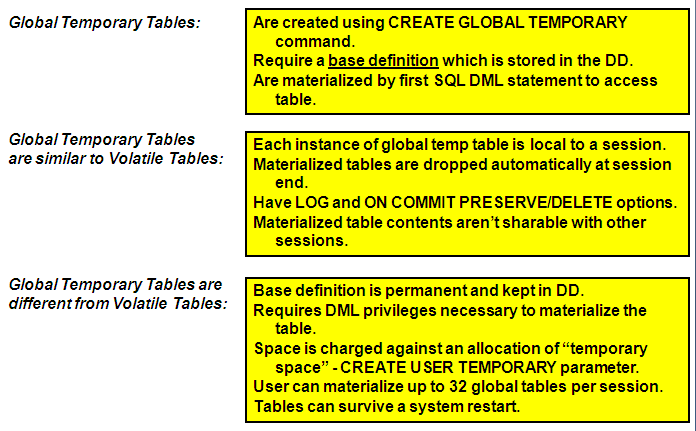 Global Temporary Tables:
Are created using CREATE GLOBAL TEMPORARY
command.
Require a base definition which is stored in the DD.
Are materialized by first SQL DML statement to access
table.
Global Temporary Tables
are similar to Volatile Tables:
Each instance of global temp table is local to a session.
Materialized tables are dropped automatically at session
end.
Have LOG and ON COMMIT PRESERVE/DELETE options.
Materialized table contents aren't sharable with other
sessions.
Global Temporary Tables are
different from Volatile Tables:
Base definition is permanent and kept in DD.
Requires DML privileges necessary to materialize the
table.
Space is charged against an allocation of “temporary
space” - CREATE USER TEMPORARY parameter.
User can materialize up to 32 global tables per session.
Tables can survive a system restart.